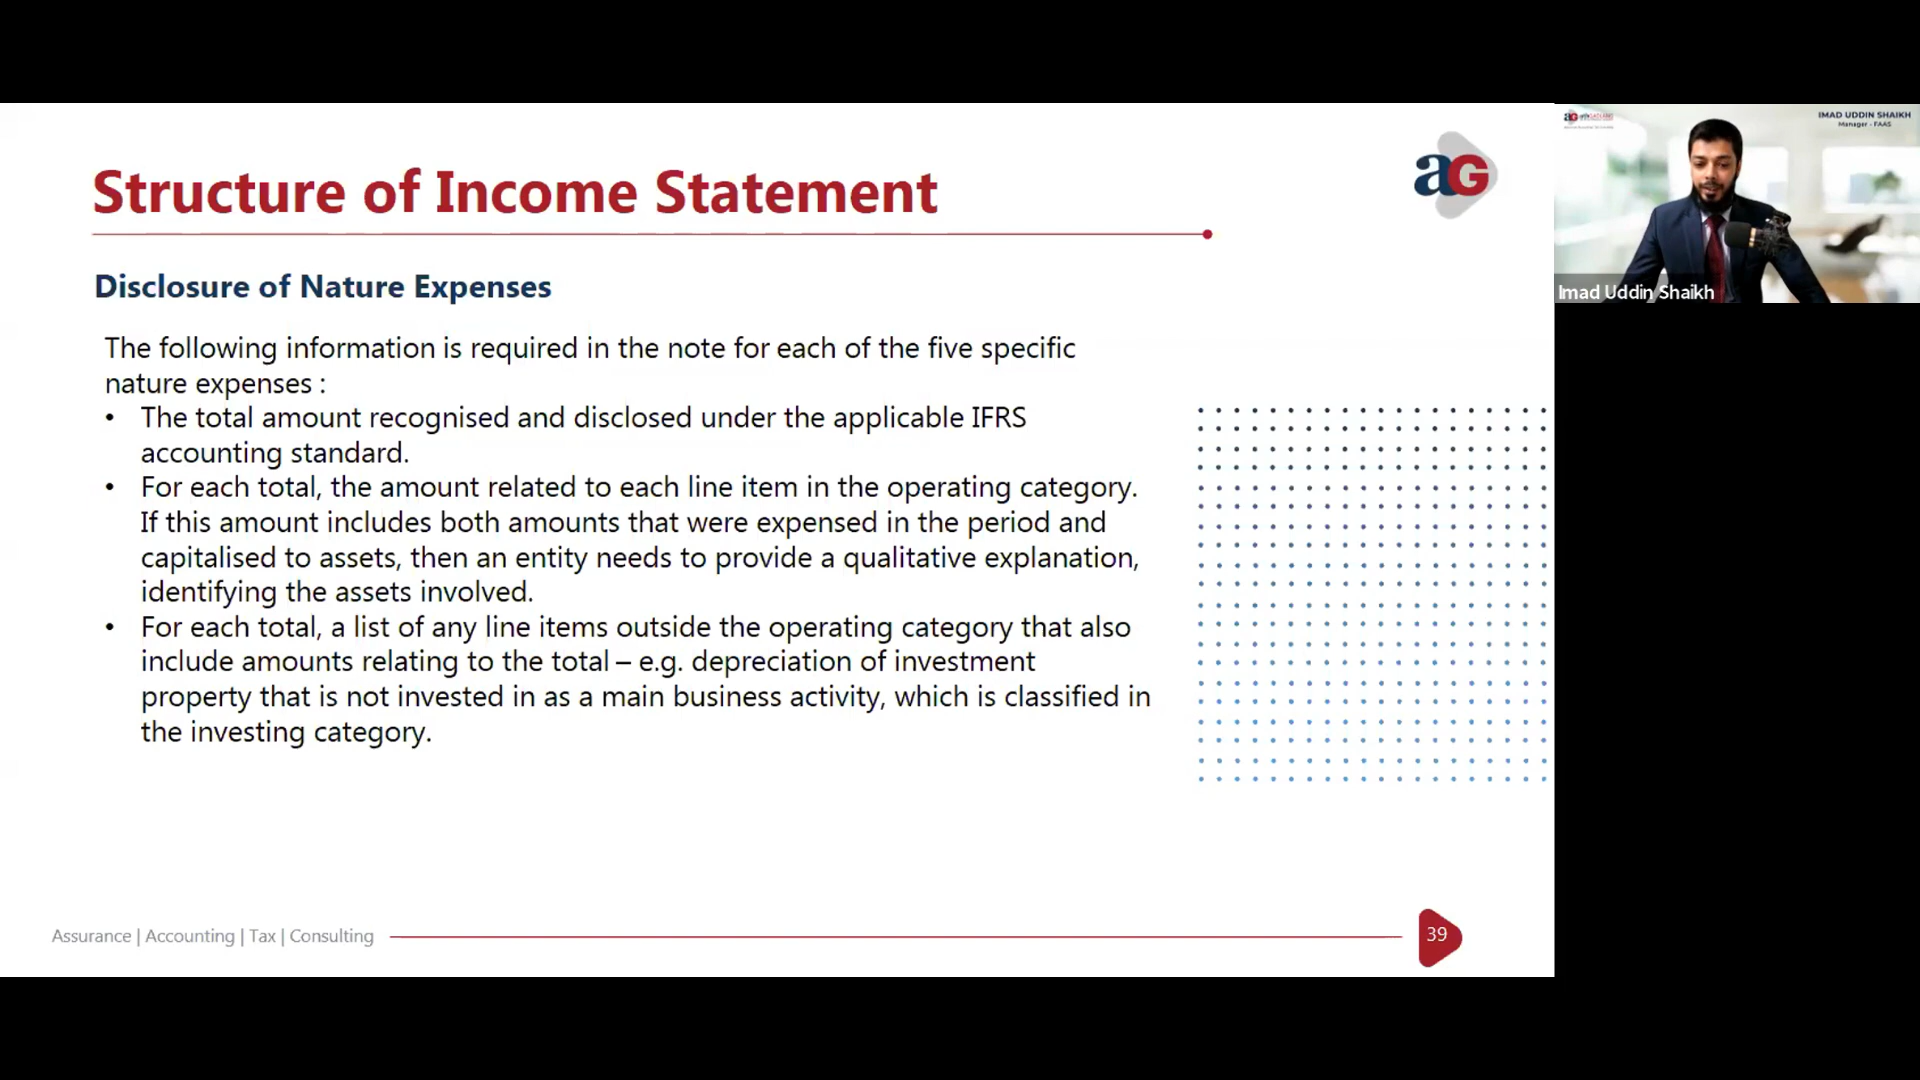 Structure of Income Statement
aG
Disclosure of Nature Expenses
The following information is required in the note for each of the five specific
nature expenses :
• The total amount recognised and disclosed under the applicable IFRS
accounting standard.
• For each total, the amount related to each line item in the operating category.
If this amount includes both amounts that were expensed in the period and
capitalised to assets, then an entity needs to provide a qualitative explanation,
identifying the assets involved.
• For each total, a list of any line items outside the operating category that also
include amounts relating to the total – e.g. depreciation of investment
property that is not invested in as a main business activity, which is classified in
the investing category.
Assurance | Accounting | Tax | Consulting
39
aG
IMAD UDDIN SHAIKH
Manager - FAAS
Imad Uddin Shaikh